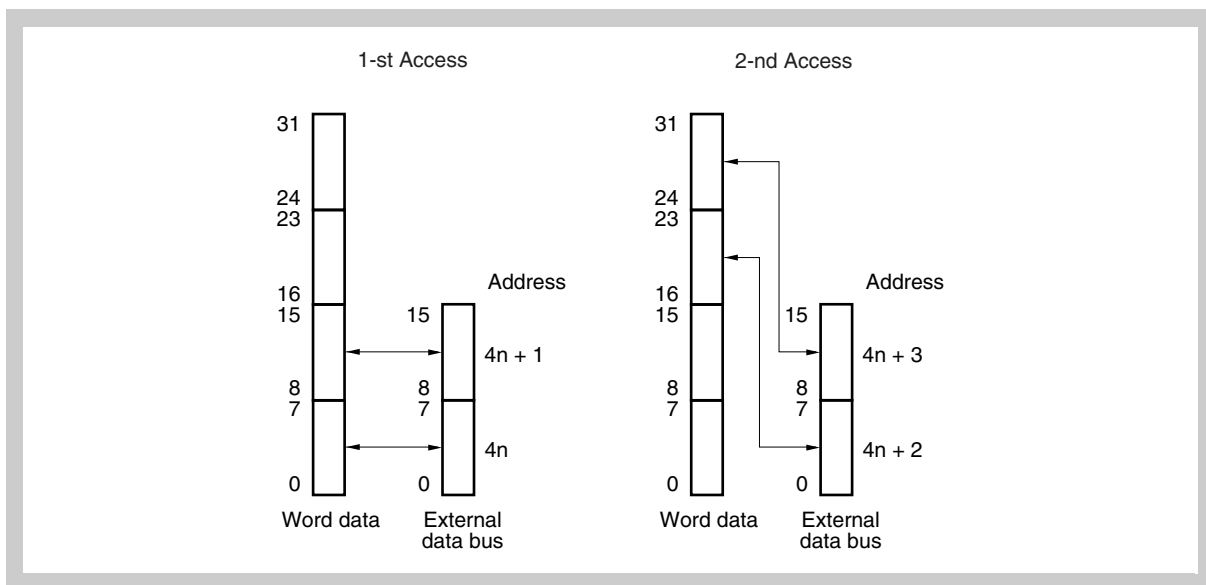 1-st Access
31
24
23
16
15
8
7
0
Word data
15
8
7
0
External
data bus
Address
4n + 1
4n
2-nd Access
31
24
23
16
15
8
7
0
Word data
15
8
7
0
External
data bus
Address
4n + 3
4n + 2